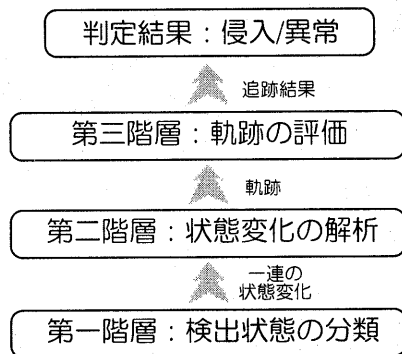 判定結果：侵入/異常
追跡結果
第三階層：軌跡の評価
軌跡
第二階層：状態変化の解析
一連の
状態変化
第一階層：検出状態の分類